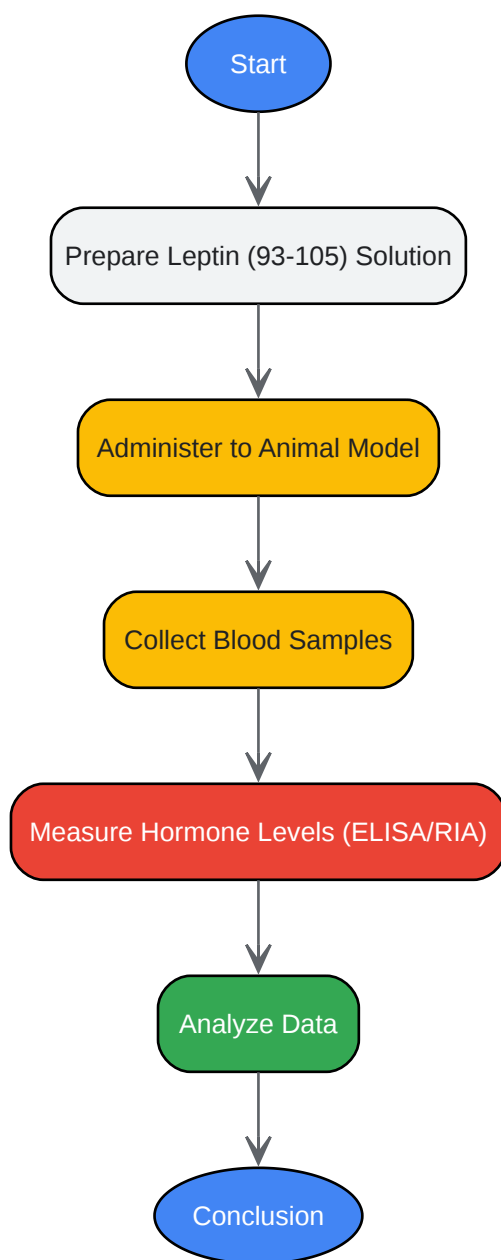 Start
Prepare Leptin (93-105) Solution
Administer to Animal Model
Collect Blood Samples
Measure Hormone Levels (ELISA/RIA)
Analyze Data
Conclusion